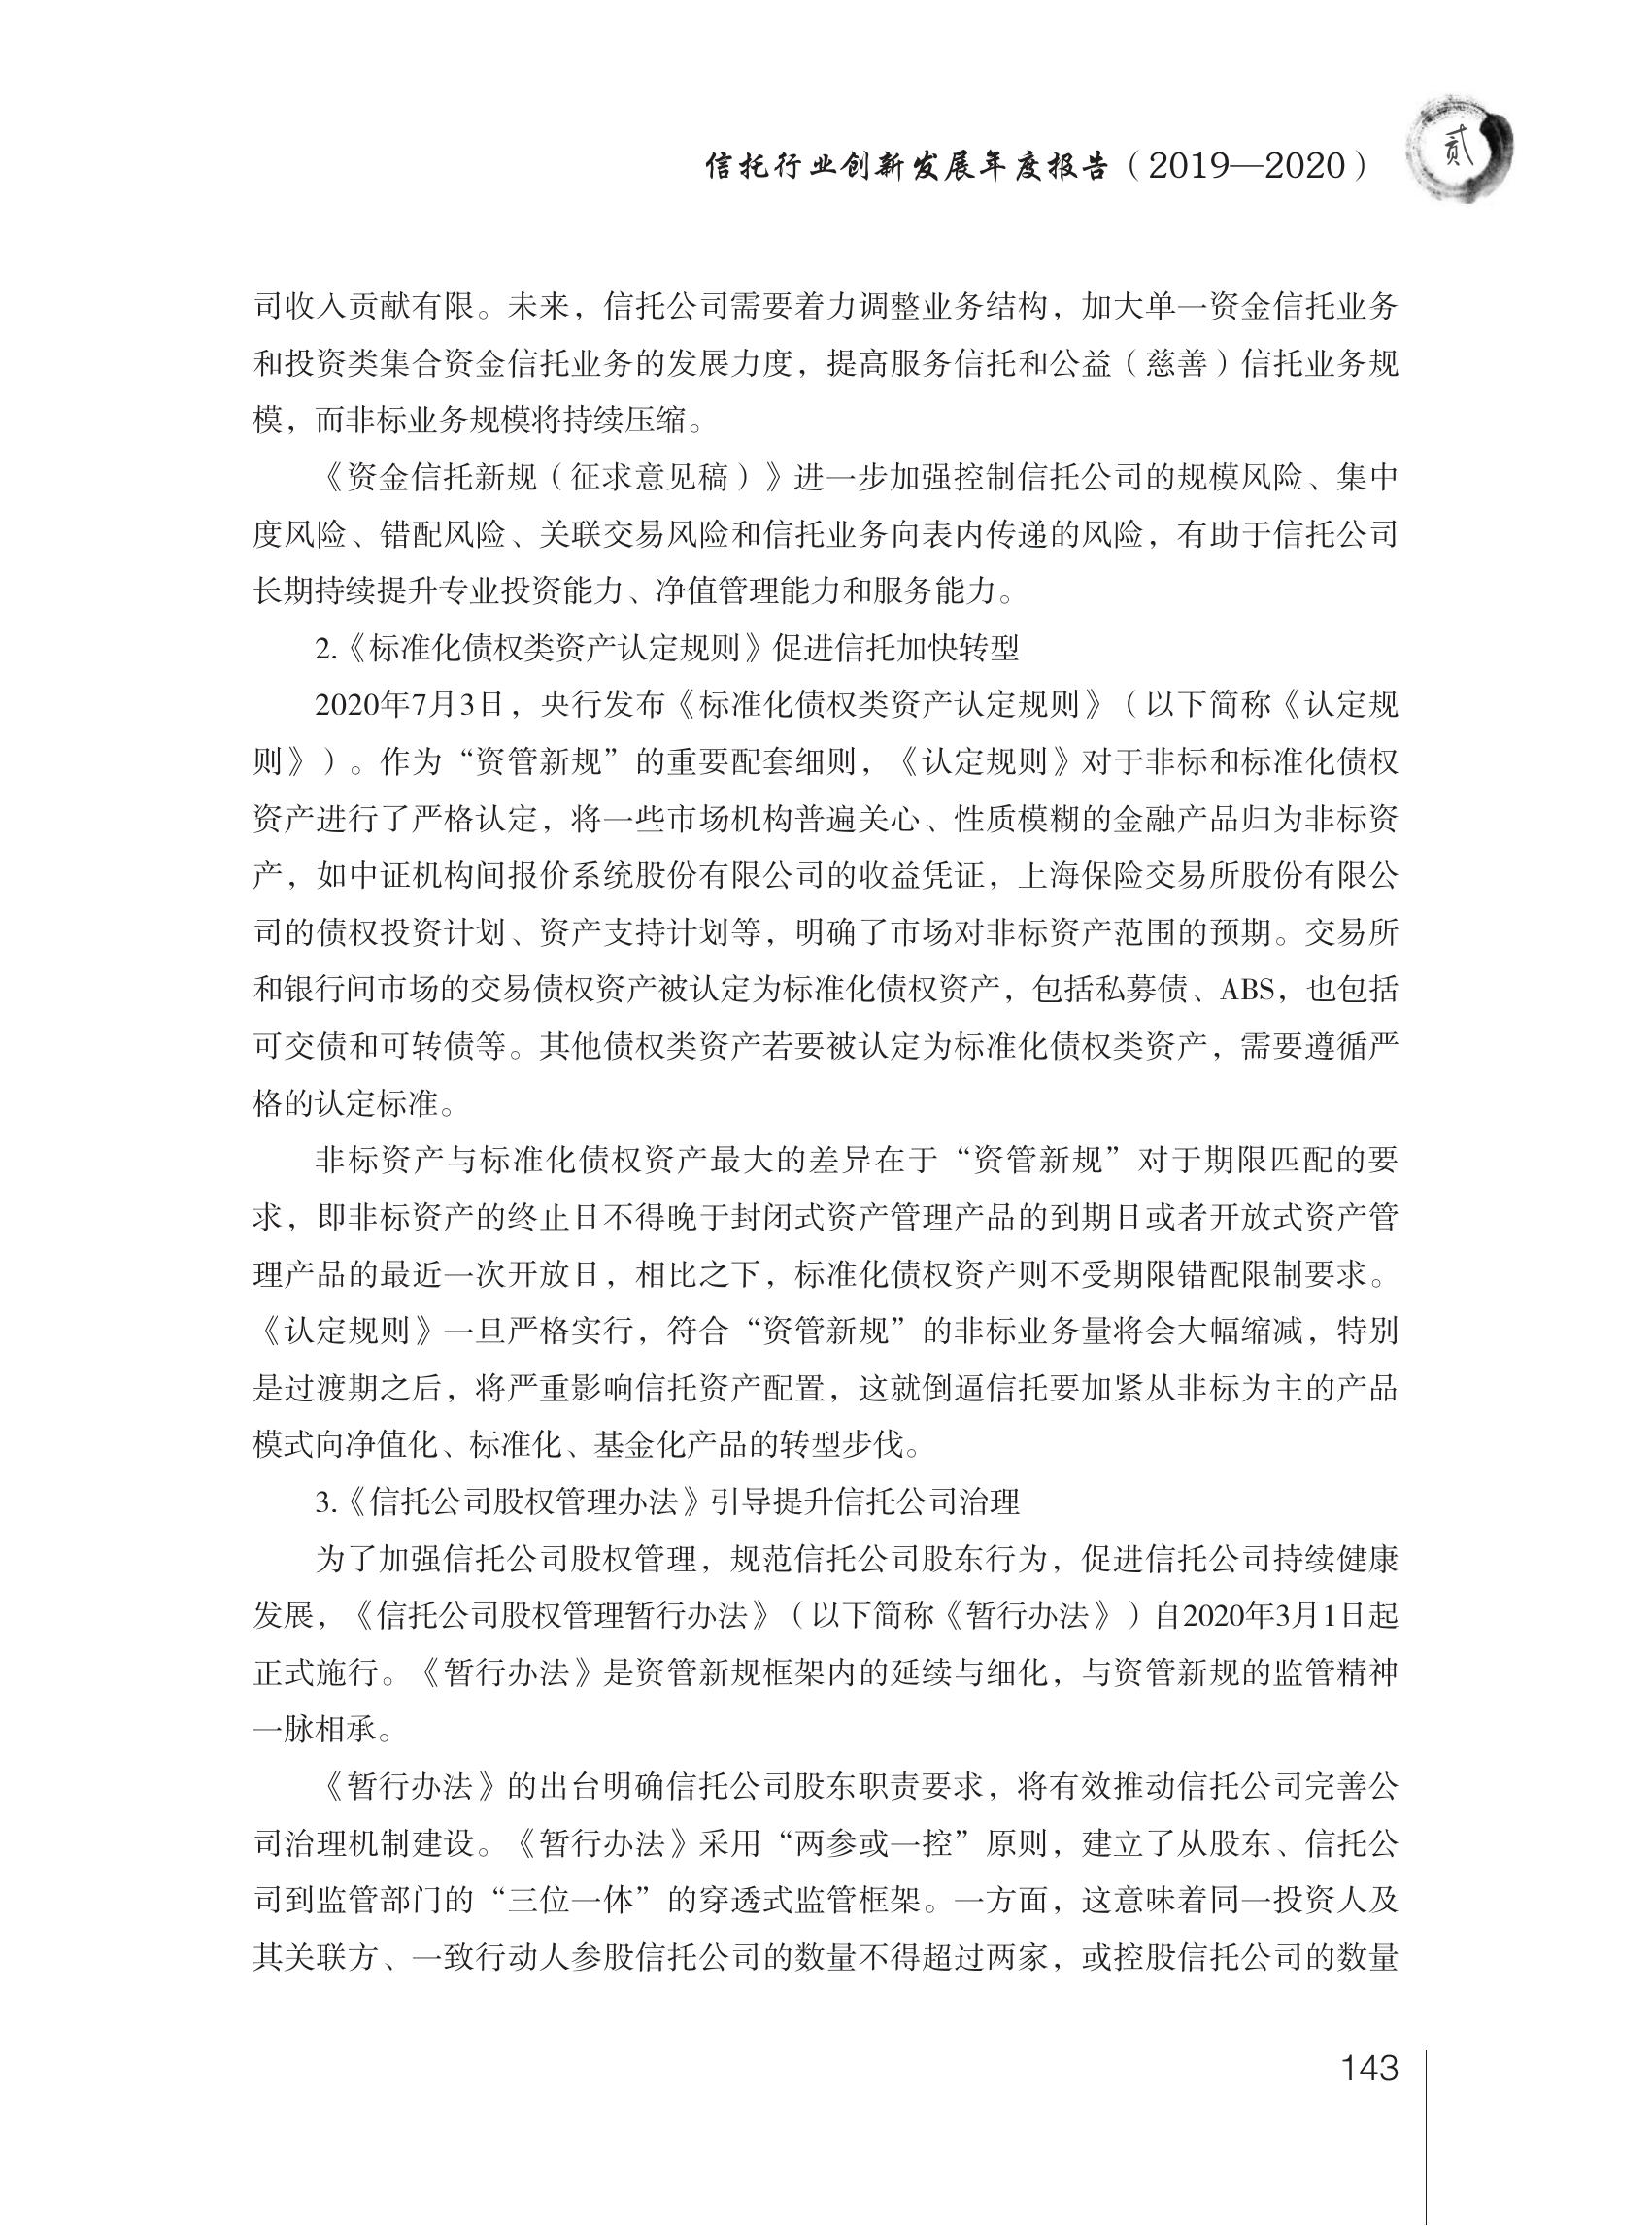 信托行业创新发展年度报告（2019—2020）
贰
司收入贡献有限。未来，信托公司需要着力调整业务结构，加大单一资金信托业务
和投资类集合资金信托业务的发展力度，提高服务信托和公益（慈善）信托业务规
模，而非标业务规模将持续压缩。
《资金信托新规（征求意见稿）》进一步加强控制信托公司的规模风险、集中
度风险、错配风险、关联交易风险和信托业务向表内传递的风险，有助于信托公司
长期持续提升专业投资能力、净值管理能力和服务能力。
2.《标准化债权类资产认定规则》促进信托加快转型
2020年7月3日，央行发布《标准化债权类资产认定规则》（以下简称《认定规
则》）。作为“资管新规”的重要配套细则，《认定规则》对于非标和标准化债权
资产进行了严格认定，将一些市场机构普遍关心、性质模糊的金融产品归为非标资
产，如中证机构间报价系统股份有限公司的收益凭证，上海保险交易所股份有限公
司的债权投资计划、资产支持计划等，明确了市场对非标资产范围的预期。交易所
和银行间市场的交易债权资产被认定为标准化债权资产，包括私募债、ABS，也包括
可交债和可转债等。其他债权类资产若要被认定为标准化债权类资产，需要遵循严
格的认定标准。
非标资产与标准化债权资产最大的差异在于“资管新规”对于期限匹配的要
求，即非标资产的终止日不得晚于封闭式资产管理产品的到期日或者开放式资产管
理产品的最近一次开放日，相比之下，标准化债权资产则不受期限错配限制要求。
《认定规则》一旦严格实行，符合“资管新规”的非标业务量将会大幅缩减，特别
是过渡期之后，将严重影响信托资产配置，这就倒逼信托要加紧从非标为主的产品
模式向净值化、标准化、基金化产品的转型步伐。
3.《信托公司股权管理办法》引导提升信托公司治理
为了加强信托公司股权管理，规范信托公司股东行为，促进信托公司持续健康
发展，《信托公司股权管理暂行办法》（以下简称《暂行办法》）自2020年3月1日起
正式施行。《暂行办法》是资管新规框架内的延续与细化，与资管新规的监管精神
一脉相承。
《暂行办法》的出台明确信托公司股东职责要求，将有效推动信托公司完善公
司治理机制建设。《暂行办法》采用“两参或一控”原则，建立了从股东、信托公
司到监管部门的“三位一体”的穿透式监管框架。一方面，这意味着同一投资人及
其关联方、一致行动人参股信托公司的数量不得超过两家，或控股信托公司的数量
143